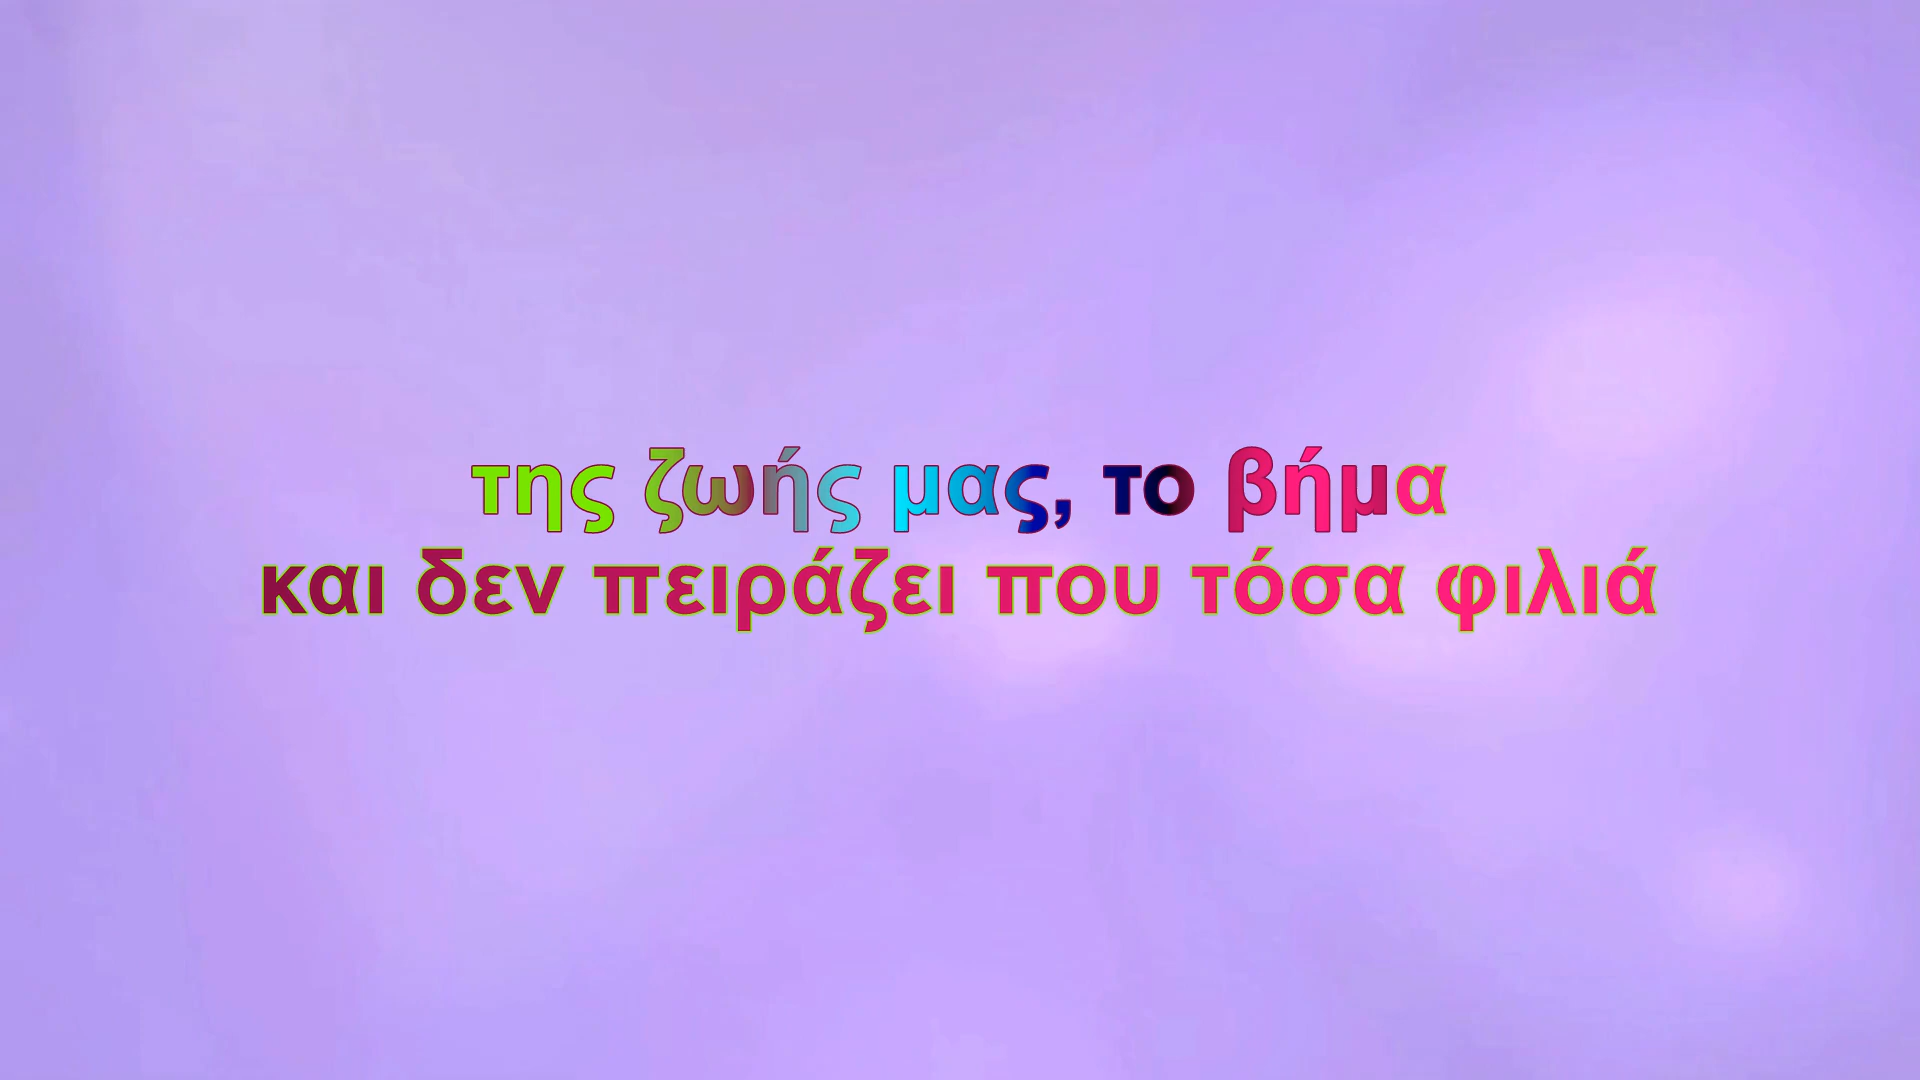 της ζωής μας, το βήμα
και δεν πειράζει που τόσα φιλιά